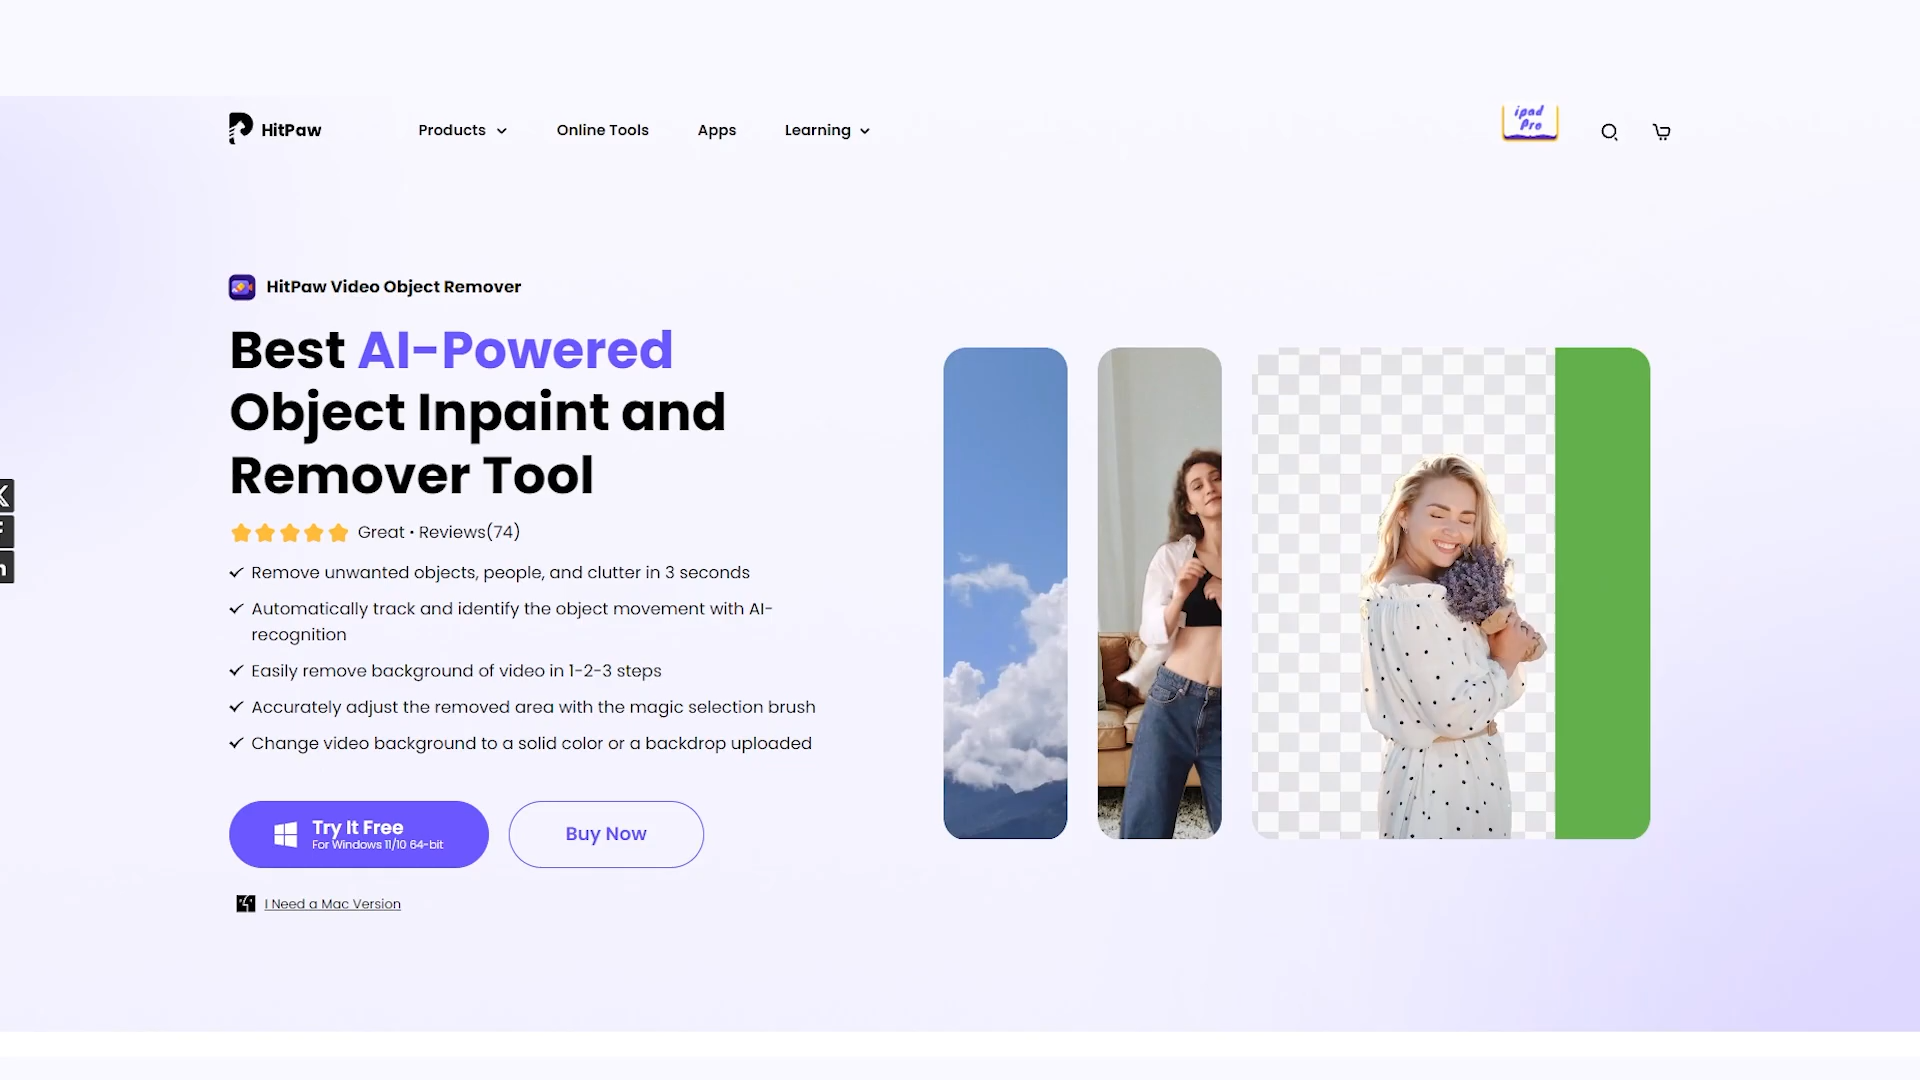 HitPaw
Products
Online Tools
Apps
Learning
ipad
Pro
HitPaw Video Object Remover
Best AI-Powered
Object Inpaint and
Remover Tool
Great • Reviews(74)
Remove unwanted objects, people, and clutter in 3 seconds
Automatically track and identify the object movement with AI-
recognition
Easily remove background of video in 1-2-3 steps
Accurately adjust the removed area with the magic selection brush
Change video background to a solid color or a backdrop uploaded
Try It Free
For Windows 11/10 64-bit
Buy Now
I Need a Mac Version